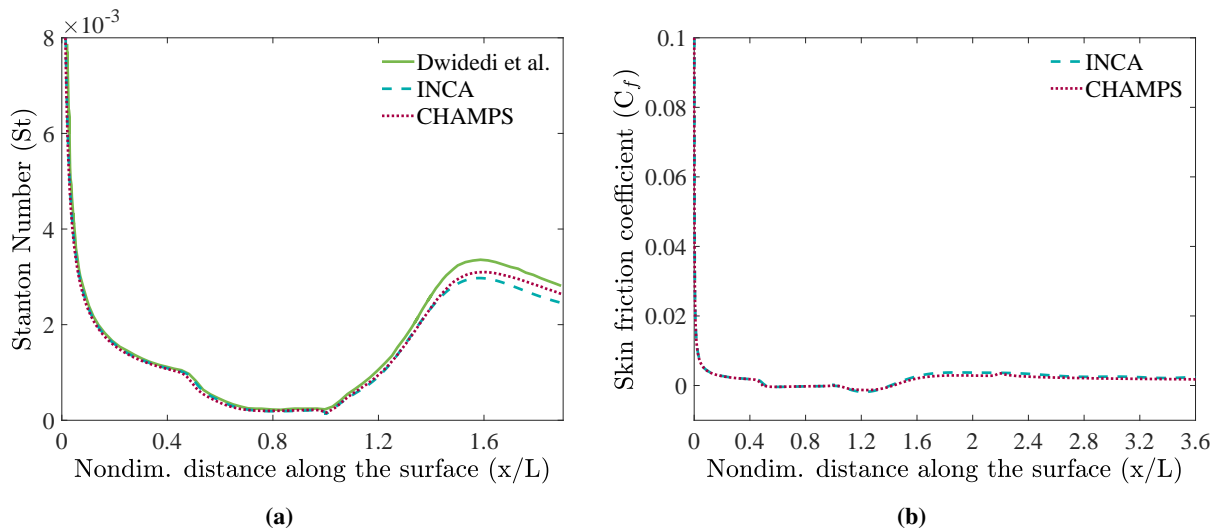 ×10⁻³
8
6
4
2
0
Stanton Number (St)
Dwidedi et al.
INCA
CHAMPS
0 0.4 0.8 1.2 1.6
Nondim. distance along the surface (x/L)
(a)
0.1
0.08
0.06
0.04
0.02
0
Skin friction coefficient (C_f)
INCA
CHAMPS
0 0.4 0.8 1.2 1.6 2 2.4 2.8 3.2 3.6
Nondim. distance along the surface (x/L)
(b)